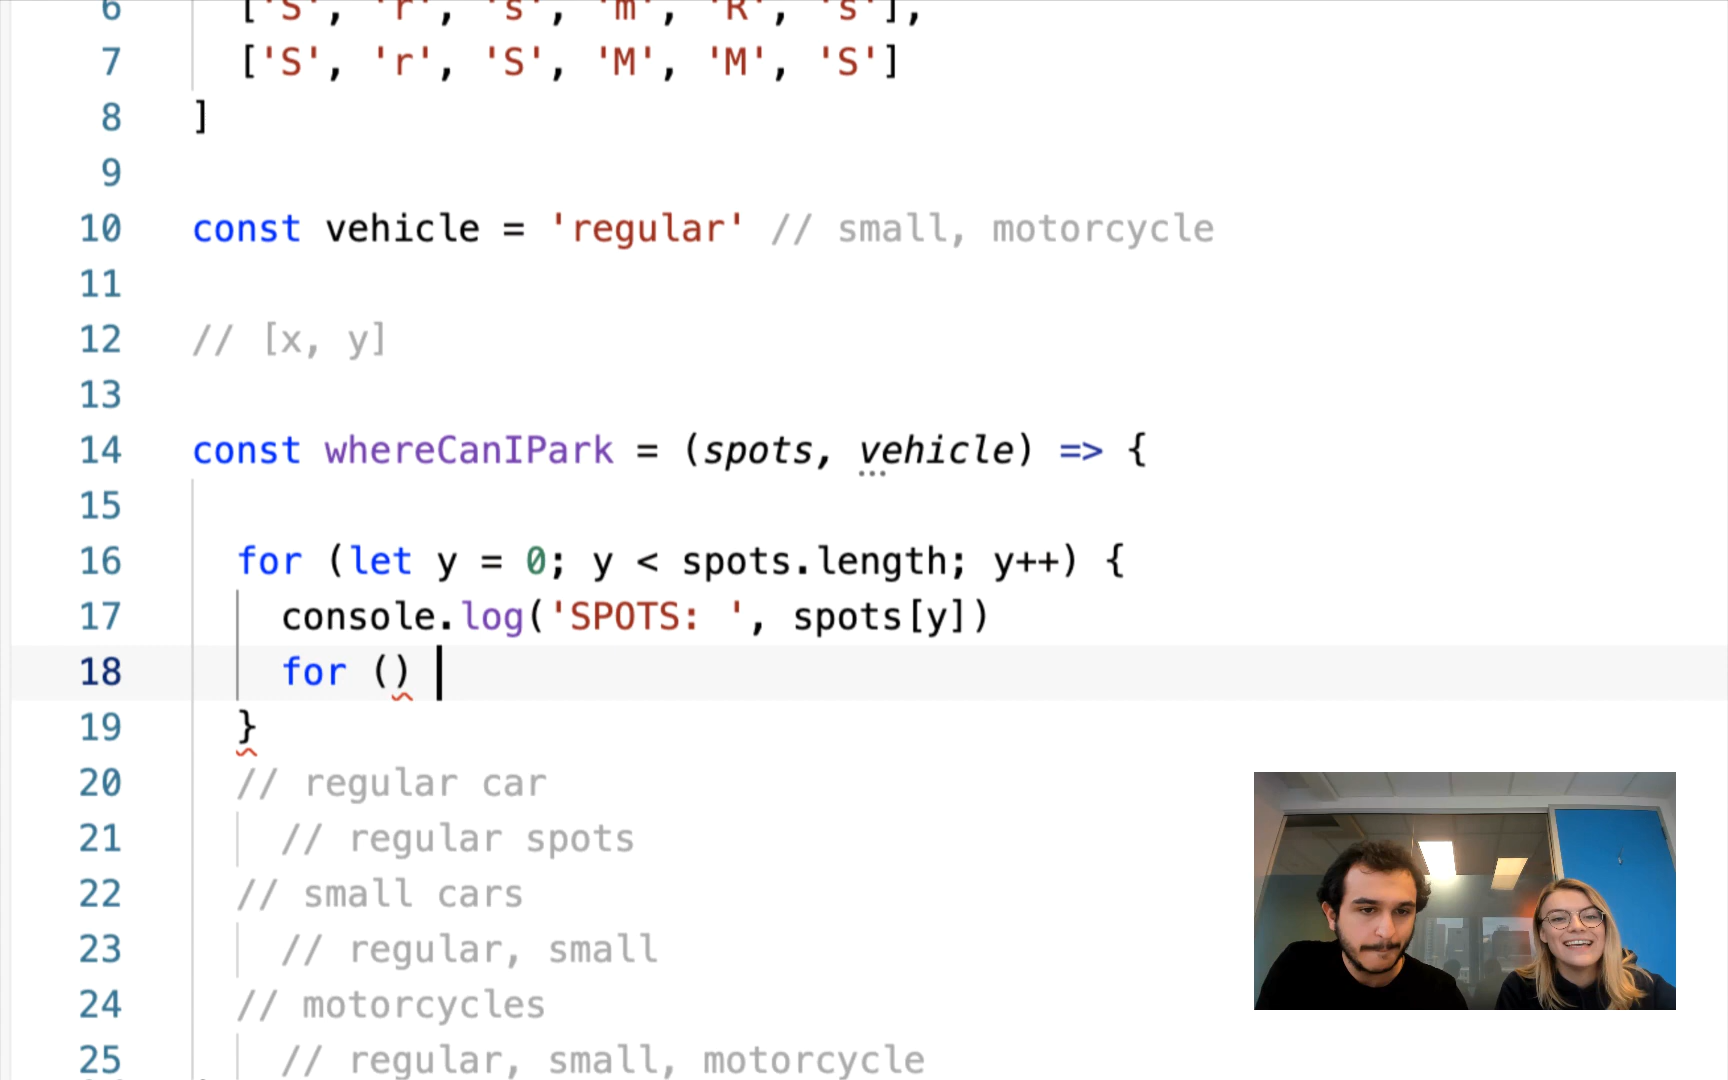 6 ['S', 'r', 's', 'm', 'R', 's'],
7 ['S', 'r', 'S', 'M', 'M', 'S']
8 ]
9
10 const vehicle = 'regular' // small, motorcycle
11
12 // [x, y]
13
14 const whereCanIPark = (spots, vehicle) => {
15
16 for (let y = 0; y < spots.length; y++) {
17 console.log('SPOTS: ', spots[y])
18 for ()
19 }
20 // regular car
21 // regular spots
22 // small cars
23 // regular, small
24 // motorcycles
25 // regular, small, motorcycle